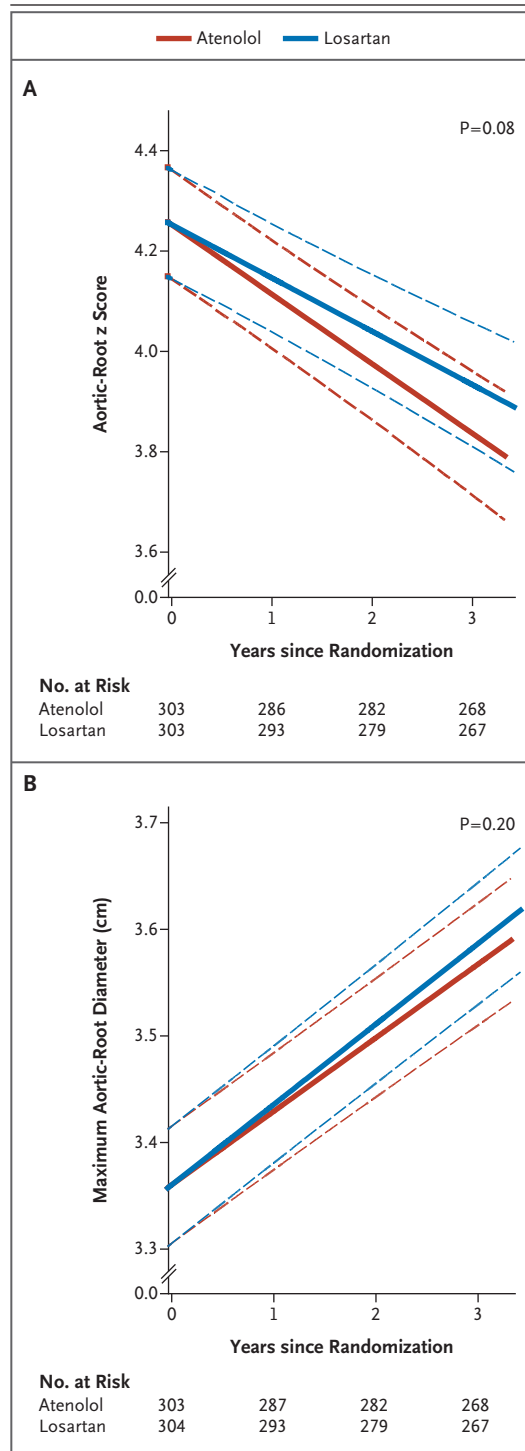 Atenolol Losartan
A
P=0.08
4.4
4.2
4.0
3.8
3.6
0.0
Aortic-Root z Score
0 1 2 3
Years since Randomization
No. at Risk
Atenolol 303 286 282 268
Losartan 303 293 279 267
B
P=0.20
3.7
3.6
3.5
3.4
3.3
0.0
Maximum Aortic-Root Diameter (cm)
0 1 2 3
Years since Randomization
No. at Risk
Atenolol 303 287 282 268
Losartan 304 293 279 267